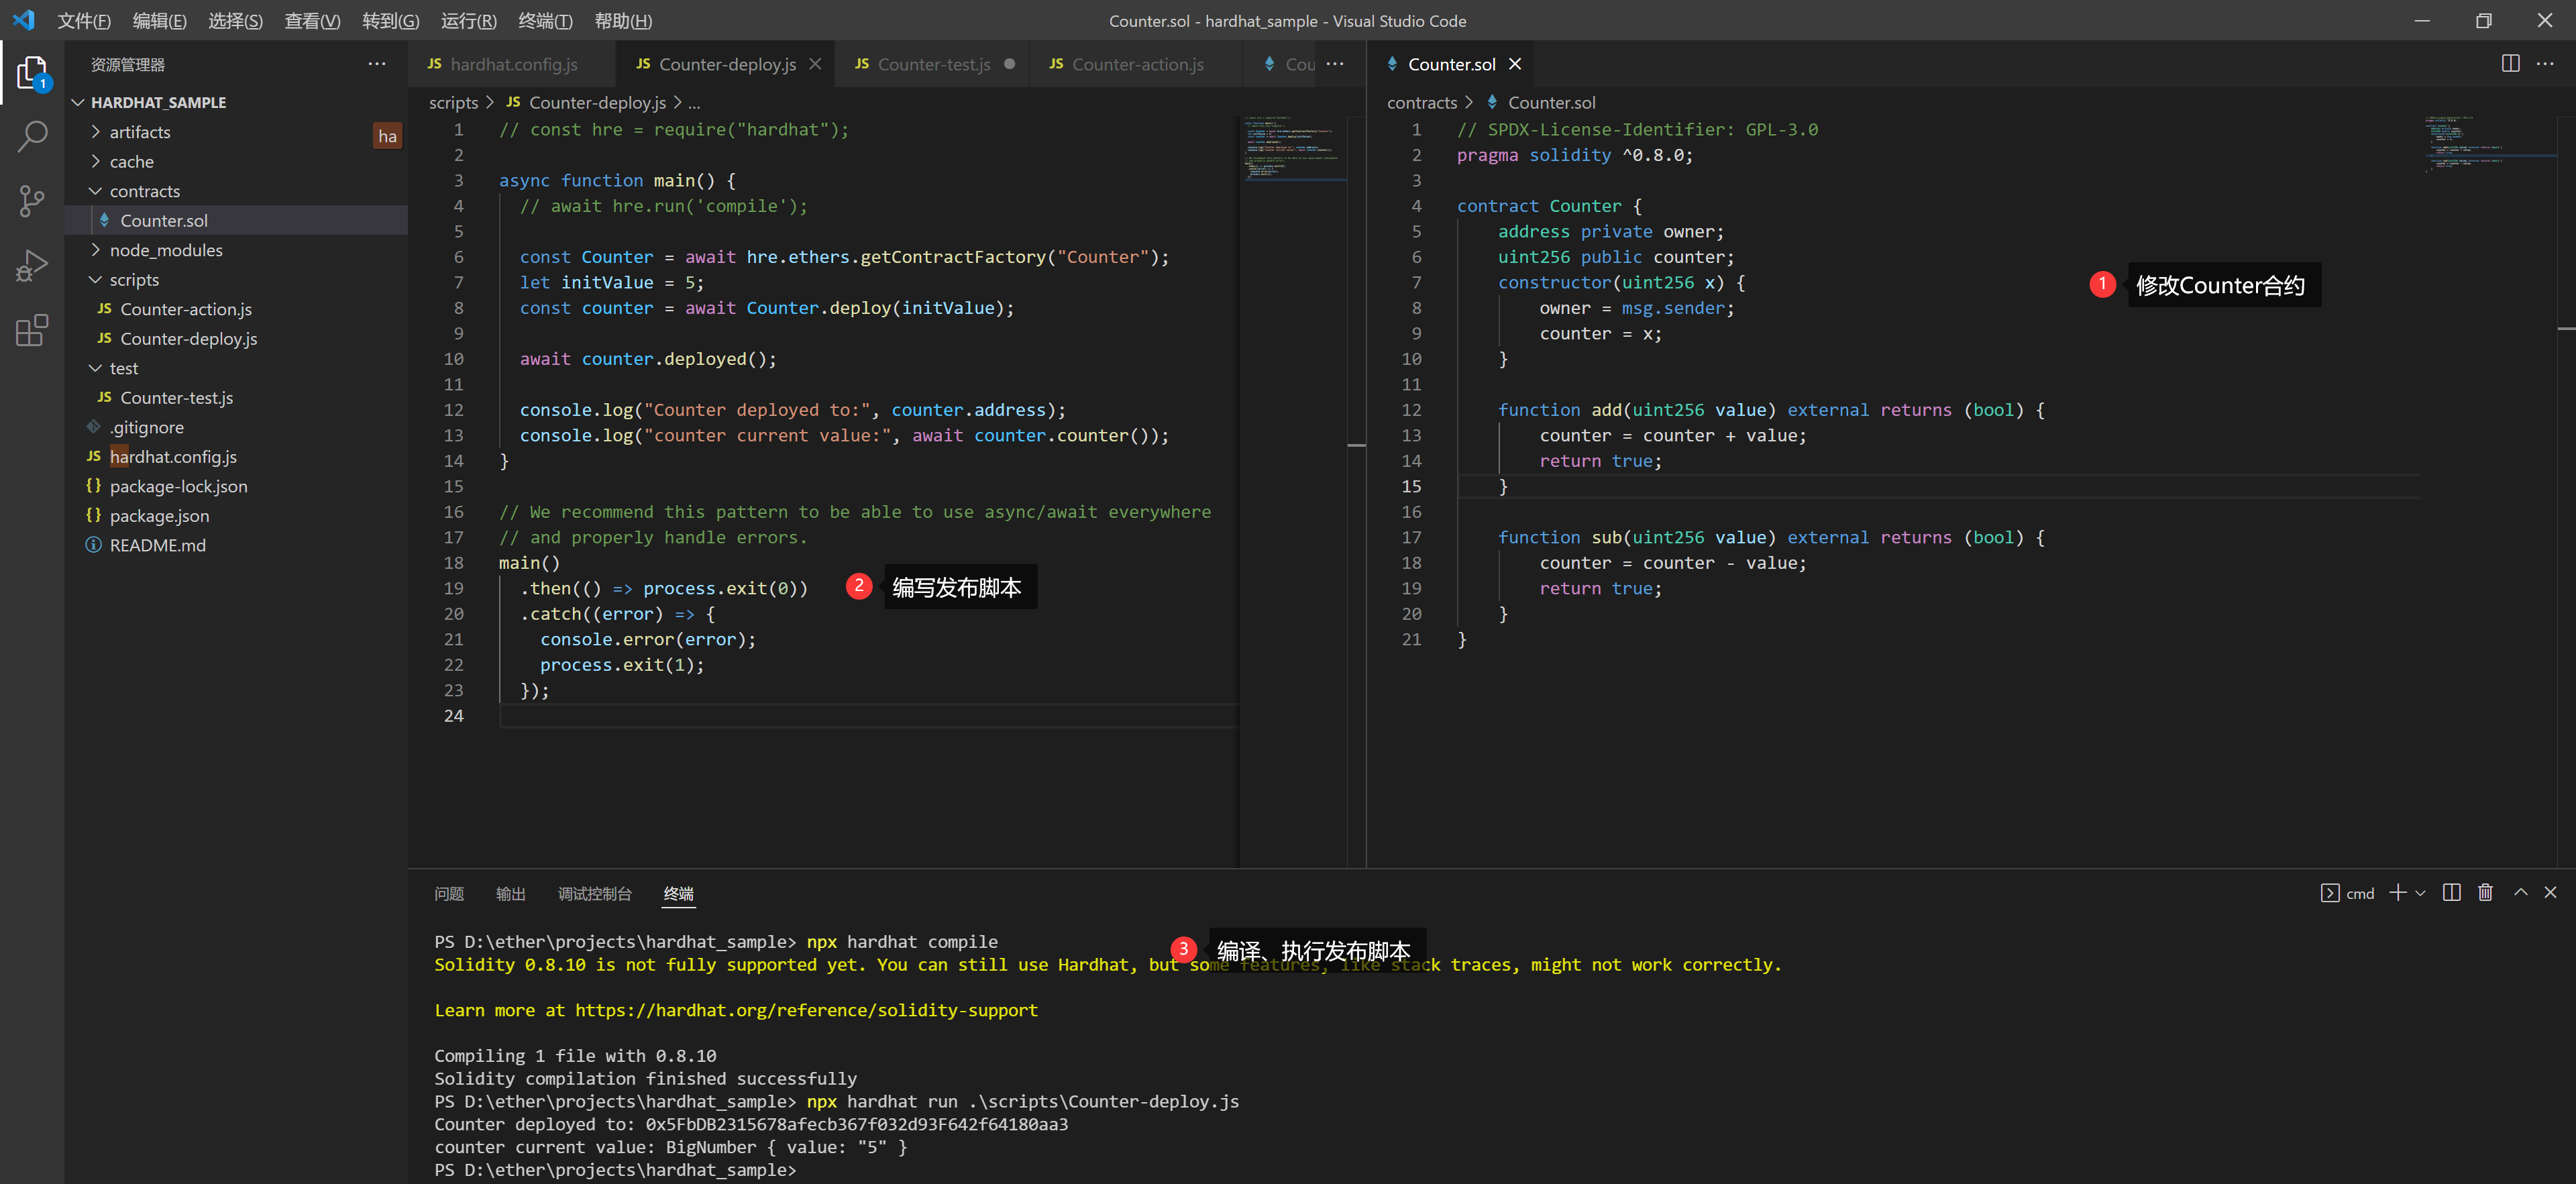 文件(F) 编辑(E) 选择(S) 查看(V) 转到(G) 运行(R) 终端(T) 帮助(H)
Counter.sol - hardhat_sample - Visual Studio Code
1
资源管理器
HARDHAT_SAMPLE
artifacts
ha
cache
contracts
Counter.sol
node_modules
scripts
JS Counter-action.js
JS Counter-deploy.js
test
JS Counter-test.js
.gitignore
JS hardhat.config.js
{} package-lock.json
{} package.json
README.md
JS hardhat.config.js JS Counter-deploy.js JS Counter-test.js JS Counter-action.js Cou ...
scripts > JS Counter-deploy.js > ...
1 // const hre = require("hardhat");
2
3 async function main() {
4 // await hre.run('compile');
5
6 const Counter = await hre.ethers.getContractFactory("Counter");
7 let initValue = 5;
8 const counter = await Counter.deploy(initValue);
9
10 await counter.deployed();
11
12 console.log("Counter deployed to:", counter.address);
13 console.log("counter current value:", await counter.counter());
14 }
15
16 // We recommend this pattern to be able to use async/await everywhere
17 // and properly handle errors.
18 main()
19 .then(() => process.exit(0))
20 .catch((error) => {
21 console.error(error);
22 process.exit(1);
23 });
24
2 编写发布脚本
Counter.sol
contracts > Counter.sol
1 // SPDX-License-Identifier: GPL-3.0
2 pragma solidity ^0.8.0;
3
4 contract Counter {
5 address private owner;
6 uint256 public counter;
7 constructor(uint256 x) {
8 owner = msg.sender;
9 counter = x;
10 }
11
12 function add(uint256 value) external returns (bool) {
13 counter = counter + value;
14 return true;
15 }
16
17 function sub(uint256 value) external returns (bool) {
18 counter = counter - value;
19 return true;
20 }
21 }
1 修改Counter合约
问题 输出 调试控制台 终端
cmd
PS D:\ether\projects\hardhat_sample> npx hardhat compile
3 编译、执行发布脚本
Solidity 0.8.10 is not fully supported yet. You can still use Hardhat, but some features, like stack traces, might not work correctly.
Learn more at https://hardhat.org/reference/solidity-support
Compiling 1 file with 0.8.10
Solidity compilation finished successfully
PS D:\ether\projects\hardhat_sample> npx hardhat run .\scripts\Counter-deploy.js
Counter deployed to: 0x5FbDB2315678afecb367f032d93F642f64180aa3
counter current value: BigNumber { value: "5" }
PS D:\ether\projects\hardhat_sample>